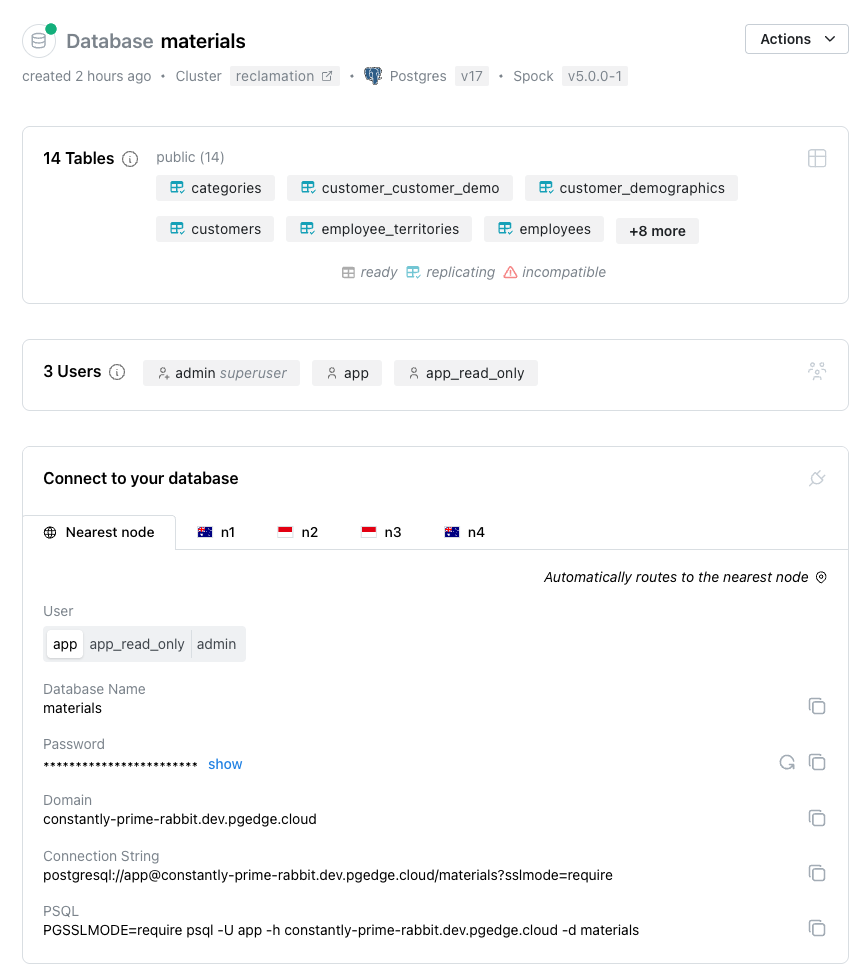 Database materials
Actions
created 2 hours ago • Cluster reclamation • Postgres v17 • Spock v5.0.0-1
14 Tables
public (14)
categories customer_customer_demo customer_demographics
customers employee_territories employees +8 more
ready replicating incompatible
3 Users admin superuser app app_read_only
Connect to your database
Nearest node n1 n2 n3 n4
Automatically routes to the nearest node
User
app app_read_only admin
Database Name
materials
Password
************************ show
Domain
constantly-prime-rabbit.dev.pgedge.cloud
Connection String
postgresql://app@constantly-prime-rabbit.dev.pgedge.cloud/materials?sslmode=require
PSQL
PGSSLMODE=require psql -U app -h constantly-prime-rabbit.dev.pgedge.cloud -d materials